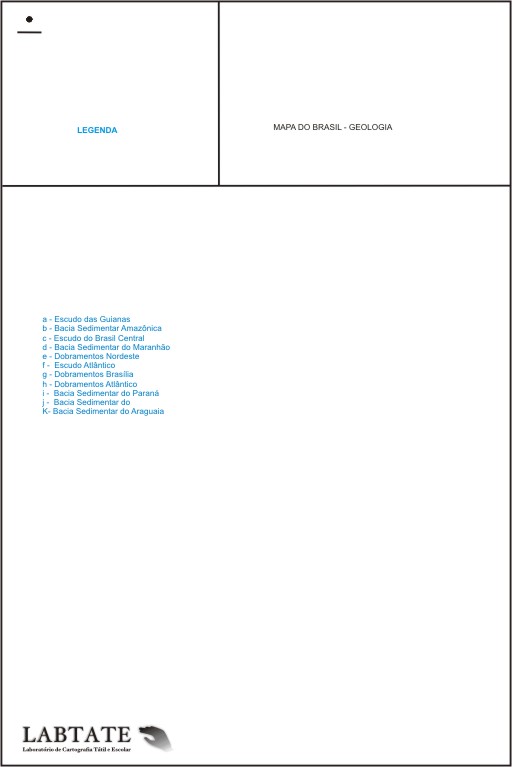 LEGENDA
MAPA DO BRASIL - GEOLOGIA
a - Escudo das Guianas
b - Bacia Sedimentar Amazônica
c - Escudo do Brasil Central
d - Bacia Sedimentar do Maranhão
e - Dobramentos Nordeste
f - Escudo Atlântico
g - Dobramentos Brasília
h - Dobramentos Atlântico
i - Bacia Sedimentar do Paraná
j - Bacia Sedimentar do
K- Bacia Sedimentar do Araguaia
LABTATE
Laboratório de Cartografia Tátil e Escolar